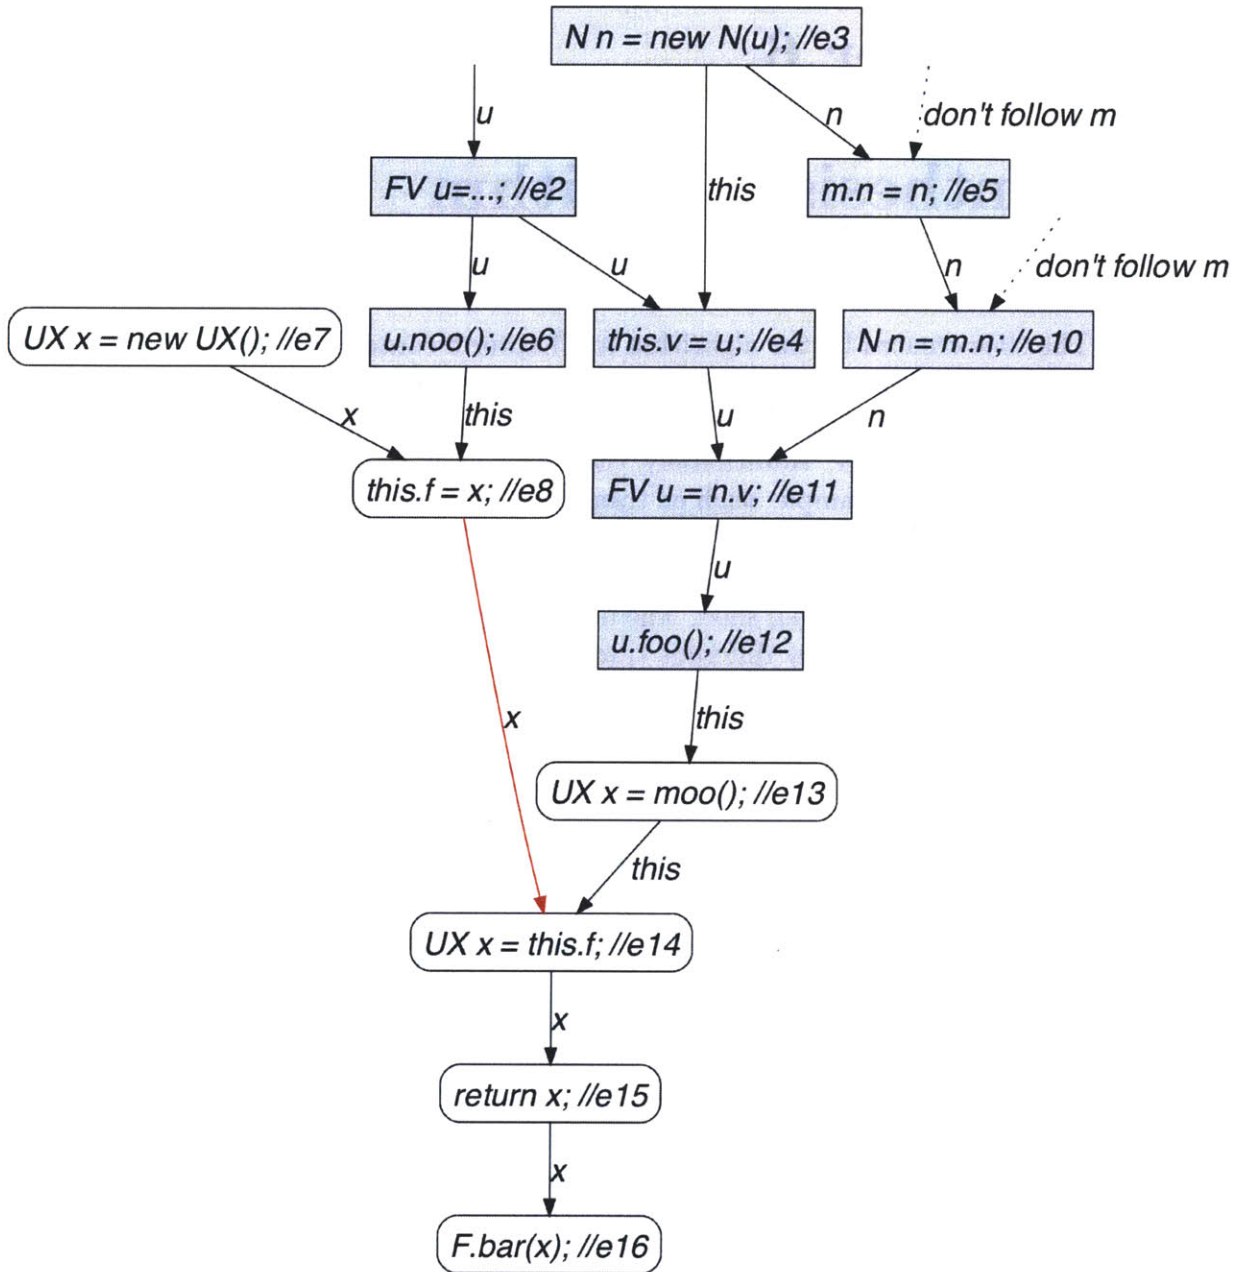 N n = new N(u); //e3
u
n
don't follow m
FV u=...; //e2
this
m.n = n; //e5
u
u
n
don't follow m
UX x = new UX(); //e7
u.noo(); //e6
this.v = u; //e4
N n = m.n; //e10
x
this
u
n
this.f = x; //e8
FV u = n.v; //e11
u
u.foo(); //e12
x
this
UX x = moo(); //e13
this
UX x = this.f; //e14
x
return x; //e15
x
F.bar(x); //e16